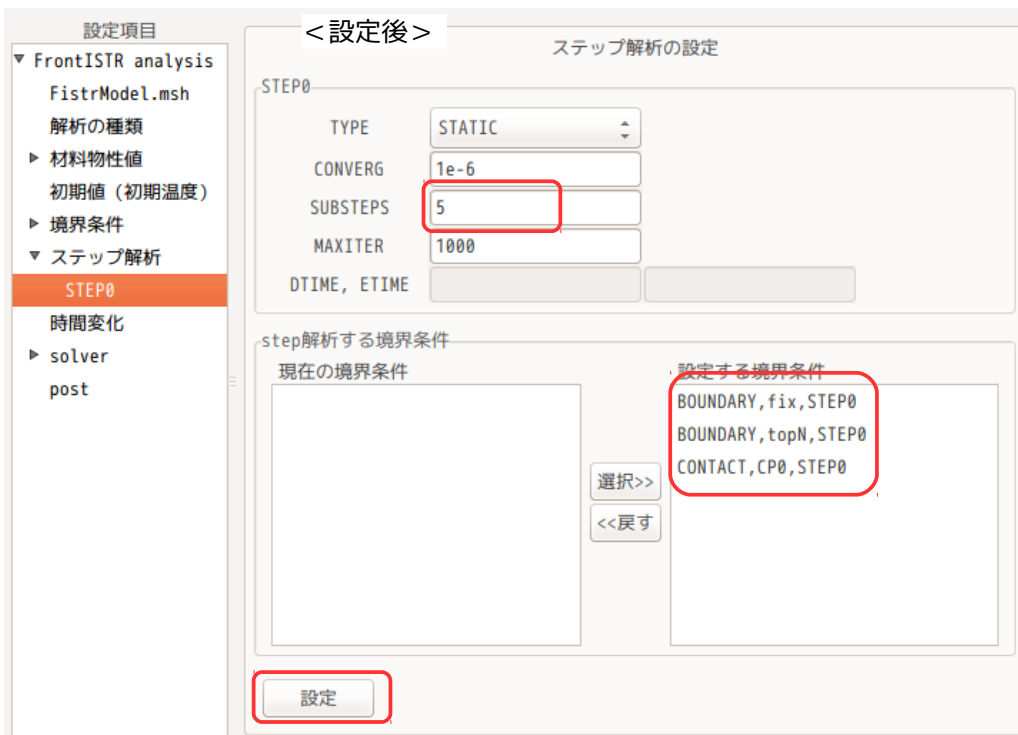 設定項目
▼ FrontISTR analysis
FistrModel.msh
解析の種類
▶ 材料物性値
初期値（初期温度）
▶ 境界条件
▼ ステップ解析
STEP0
時間変化
▶ solver
post
＜設定後＞
ステップ解析の設定
STEP0
TYPE STATIC
CONVERG 1e-6
SUBSTEPS 5
MAXITER 1000
DTIME, ETIME
step解析する境界条件
現在の境界条件
選択>>
<<戻す
設定する境界条件
BOUNDARY,fix,STEP0
BOUNDARY,topN,STEP0
CONTACT,CP0,STEP0
設定